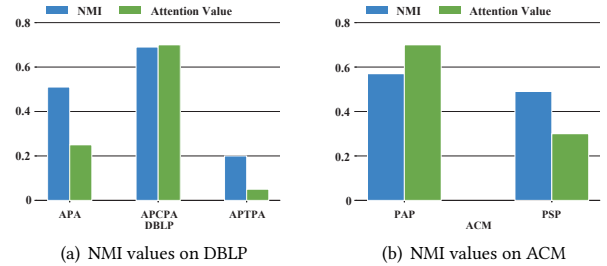 NMI Attention Value
0.8
0.6
0.4
0.2
0
APA APCPA APTPA
DBLP
(a) NMI values on DBLP
NMI Attention Value
0.8
0.6
0.4
0.2
0
PAP PSP
ACM
(b) NMI values on ACM